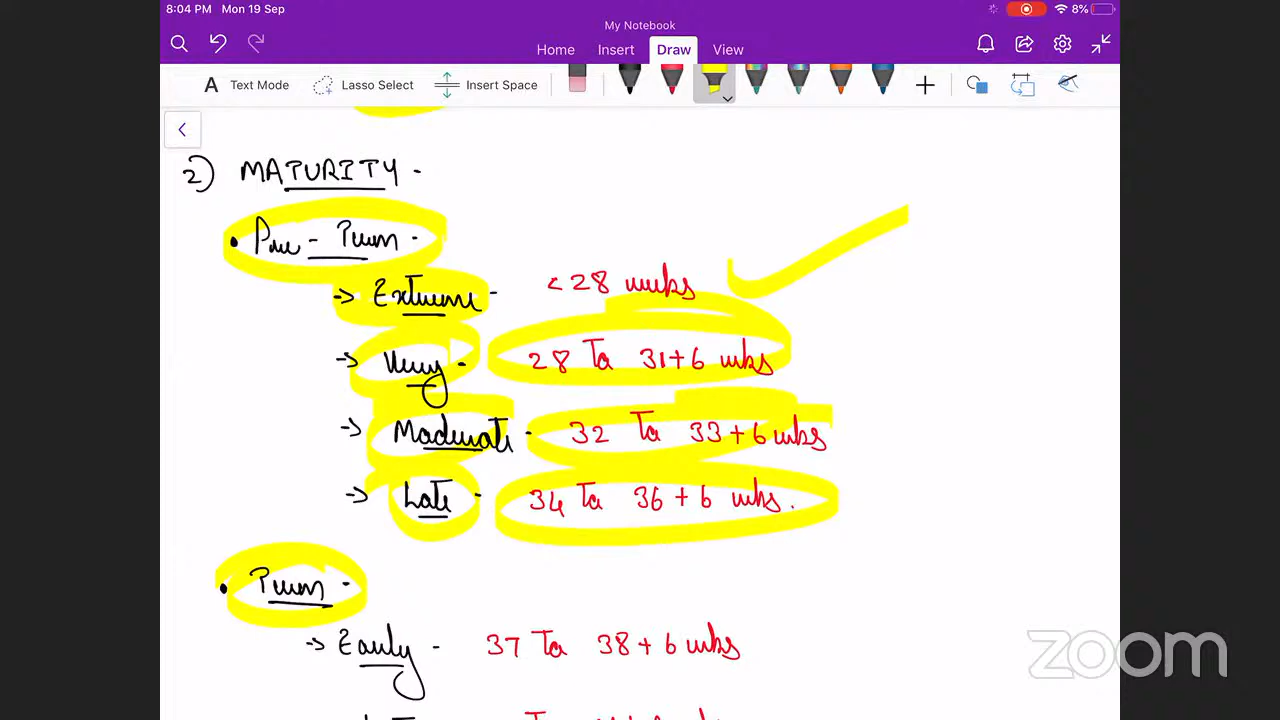 8:04 PM Mon 19 Sep 8%
My Notebook
Home Insert Draw View
A Text Mode Lasso Select Insert Space
2) MATURITY -
• Pre - Term -
→ Extreme - < 28 weeks
→ Very - 28 To 31+6 wks
→ Moderate - 32 To 33+6 wks
→ Late - 34 To 36+6 wks.
• Term -
→ Early - 37 To 38+6 wks
zoom